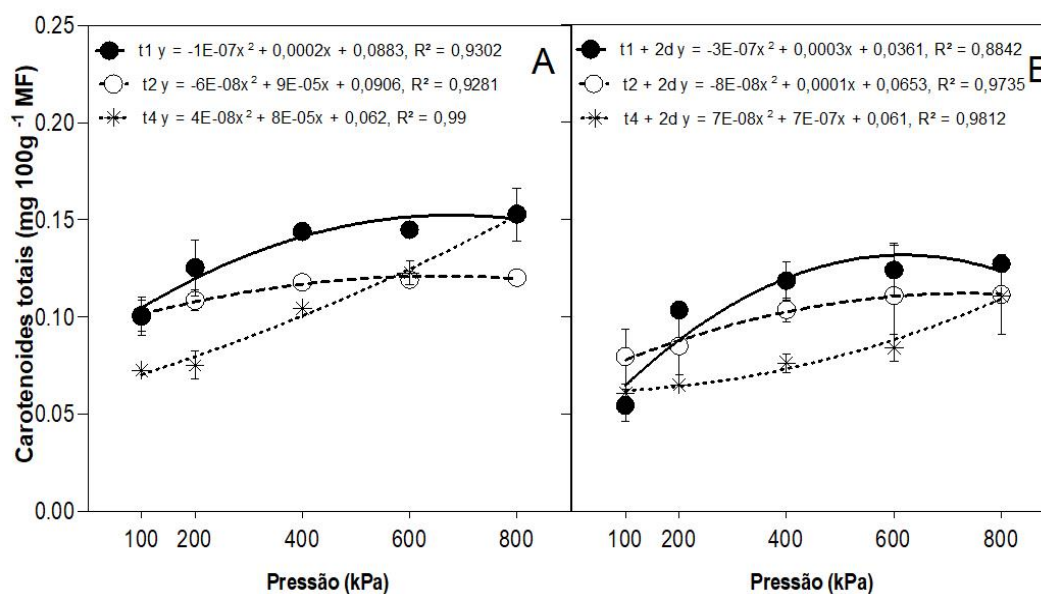 0.25
0.20
0.15
0.10
0.05
0.00
Carotenoides totais (mg 100g ⁻¹ MF)
t1 y = -1E-07x² + 0,0002x + 0,0883, R² = 0,9302
t2 y = -6E-08x² + 9E-05x + 0,0906, R² = 0,9281
t4 y = 4E-08x² + 8E-05x + 0,062, R² = 0,99
A
100 200 400 600 800
Pressão (kPa)
t1 + 2d y = -3E-07x² + 0,0003x + 0,0361, R² = 0,8842
t2 + 2d y = -8E-08x² + 0,0001x + 0,0653, R² = 0,9735
t4 + 2d y = 7E-08x² + 7E-07x + 0,061, R² = 0,9812
100 200 400 600 800
Pressão (kPa)